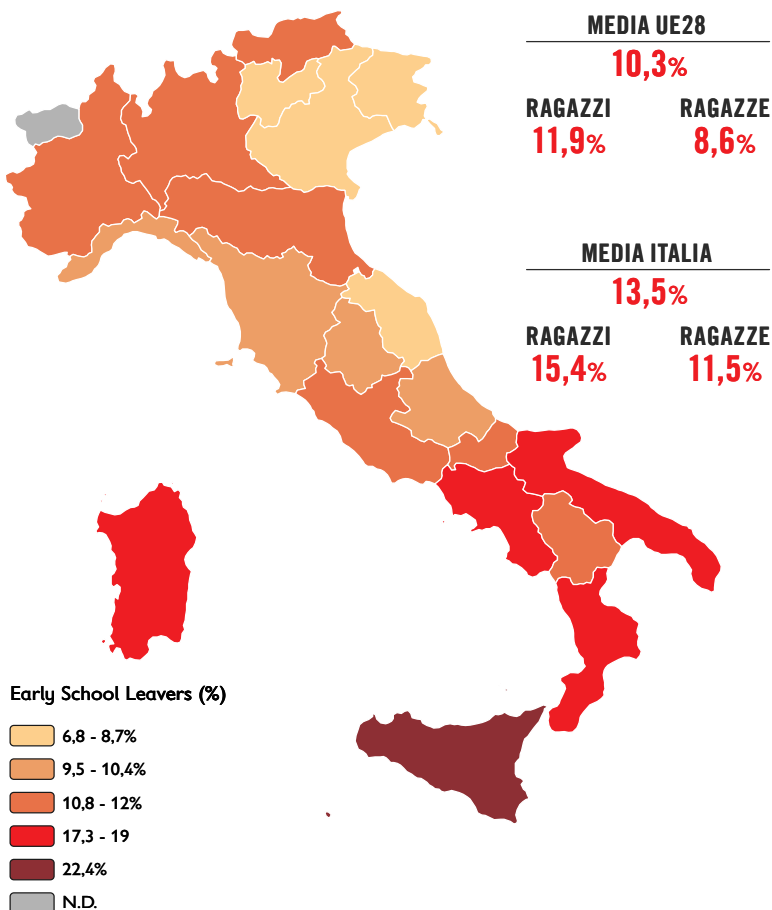 MEDIA UE28
10,3%
RAGAZZI RAGAZZE
11,9% 8,6%
MEDIA ITALIA
13,5%
RAGAZZI RAGAZZE
15,4% 11,5%
Early School Leavers (%)
6,8 - 8,7%
9,5 - 10,4%
10,8 - 12%
17,3 - 19
22,4%
N.D.